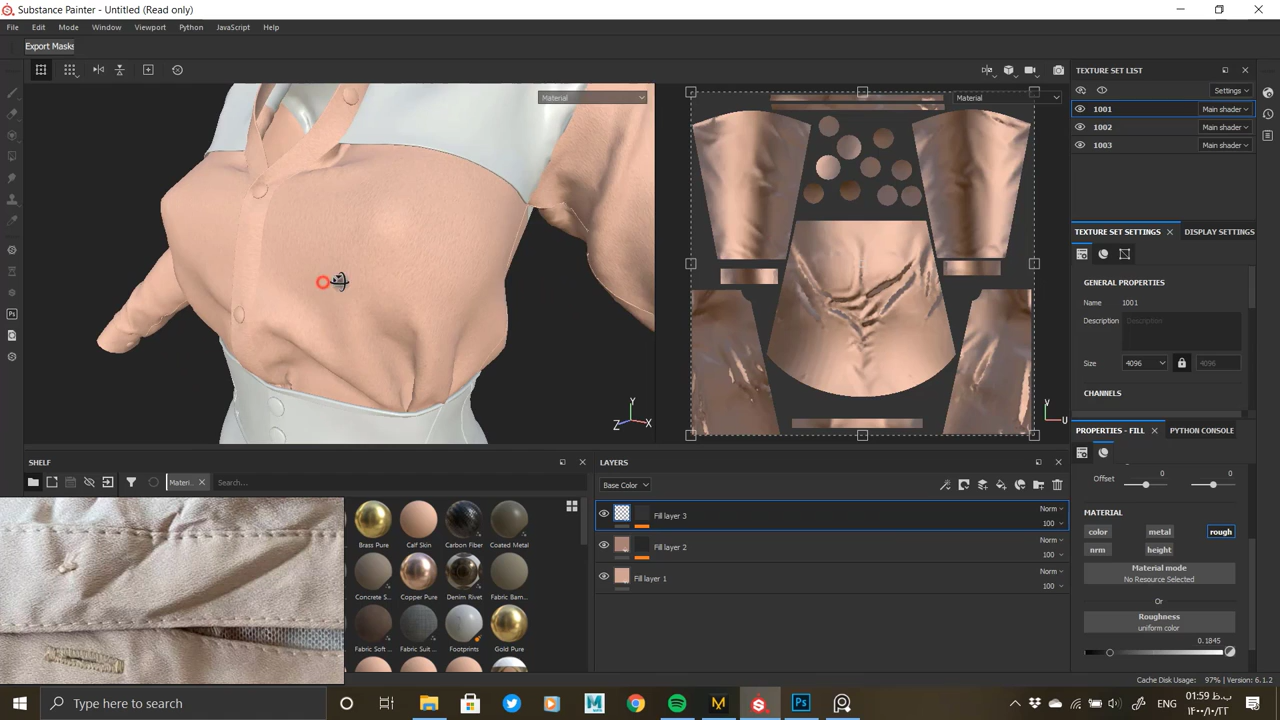 Substance Painter - Untitled (Read only)
File Edit Mode Window Viewport Python JavaScript Help
Export Masks
Material
Material
TEXTURE SET LIST
Settings
1001 Main shader
1002 Main shader
1003 Main shader
TEXTURE SET SETTINGS DISPLAY SETTINGS
GENERAL PROPERTIES
Name 1001
Description Description
Size 4096 4096
CHANNELS
Y
Z X
U
PROPERTIES - FILL PYTHON CONSOLE
Offset 0 0
MATERIAL
color metal rough
nrm height
Material mode
No Resource Selected
Or
Roughness
uniform color
0.1845
SHELF
Materi... Search...
Brass Pure Calf Skin Carbon Fiber Coated Metal
Concrete S... Copper Pure Denim Rivet Fabric Bam...
Fabric Soft ... Fabric Suit ... Footprints Gold Pure
LAYERS
Base Color
Fill layer 3 Norm 100
Fill layer 2 Norm 100
Fill layer 1 Norm 100
Cache Disk Usage: 97% | Version: 6.1.2
Type here to search
01:59 ب.ظ
۱۴۰۰/۱۰/۲۲